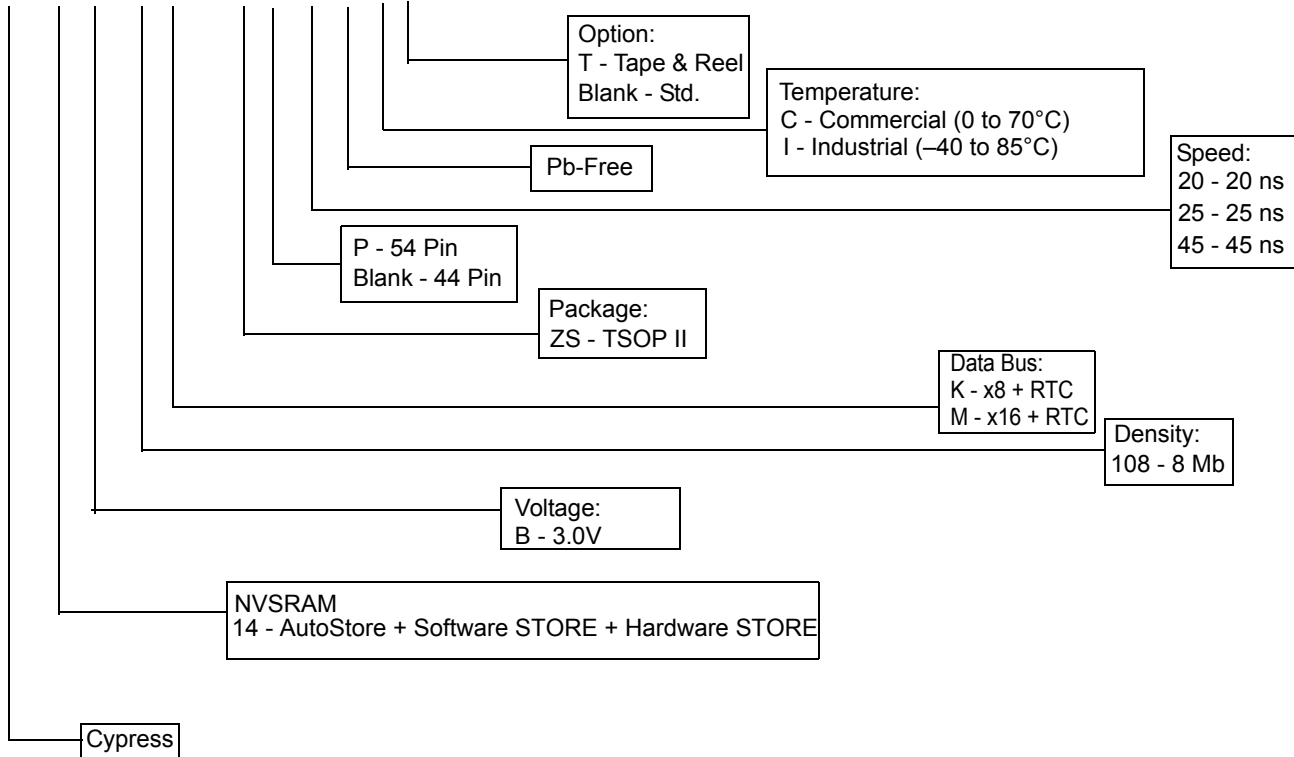 Option:
T - Tape & Reel
Blank - Std.
Temperature:
C - Commercial (0 to 70°C)
I - Industrial (–40 to 85°C)
Speed:
20 - 20 ns
25 - 25 ns
45 - 45 ns
Pb-Free
P - 54 Pin
Blank - 44 Pin
Package:
ZS - TSOP II
Data Bus:
K - x8 + RTC
M - x16 + RTC
Density:
108 - 8 Mb
Voltage:
B - 3.0V
NVSRAM
14 - AutoStore + Software STORE + Hardware STORE
Cypress